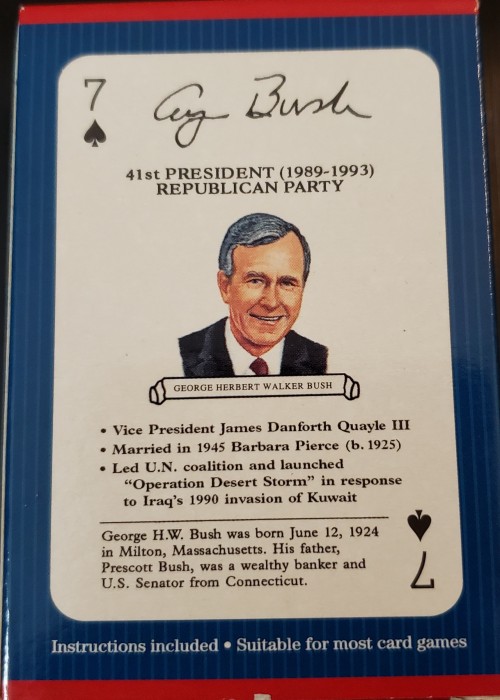 7
G Bush
41st PRESIDENT (1989-1993)
REPUBLICAN PARTY
GEORGE HERBERT WALKER BUSH
• Vice President James Danforth Quayle III
• Married in 1945 Barbara Pierce (b. 1925)
• Led U.N. coalition and launched
"Operation Desert Storm" in response
to Iraq's 1990 invasion of Kuwait
George H.W. Bush was born June 12, 1924
in Milton, Massachusetts. His father,
Prescott Bush, was a wealthy banker and
U.S. Senator from Connecticut.
7
Instructions included • Suitable for most card games